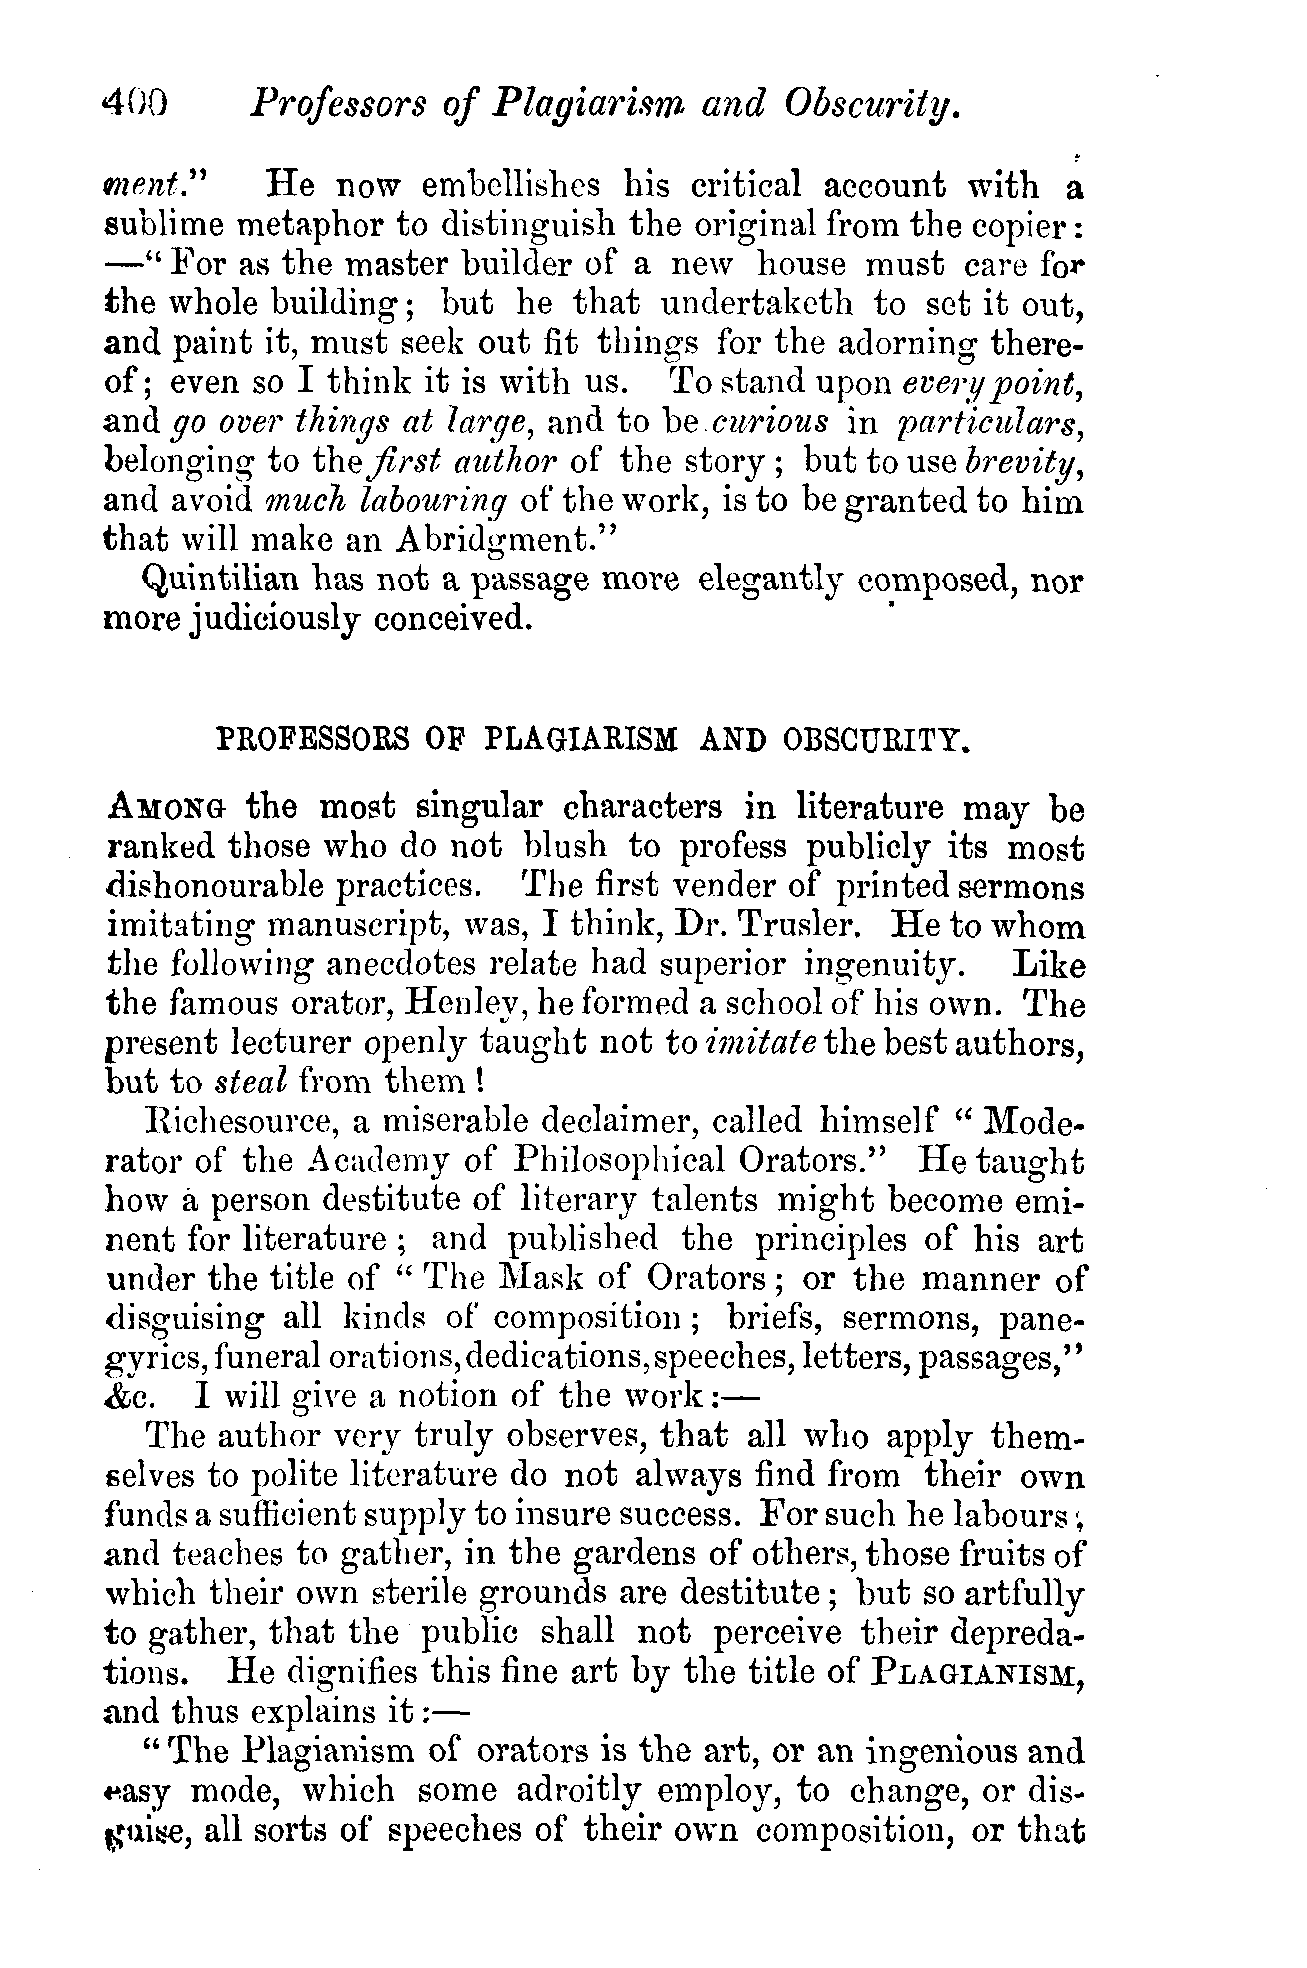 400 Professors of Plagiarism and Obscurity.
ment." He now embellishes his critical account with a
sublime metaphor to distinguish the original from the copier:
—"For as the master builder of a new house must care for
the whole building; but he that undertaketh to set it out,
and paint it, must seek out fit things for the adorning there-
of; even so I think it is with us. To stand upon every point,
and go over things at large, and to be curious in particulars,
belonging to the first author of the story; but to use brevity,
and avoid much labouring of the work, is to be granted to him
that will make an Abridgment."
Quintilian has not a passage more elegantly composed, nor
more judiciously conceived.
PROFESSORS OF PLAGIARISM AND OBSCURITY.
AMONG the most singular characters in literature may be
ranked those who do not blush to profess publicly its most
dishonourable practices. The first vender of printed sermons
imitating manuscript, was, I think, Dr. Trusler. He to whom
the following anecdotes relate had superior ingenuity. Like
the famous orator, Henley, he formed a school of his own. The
present lecturer openly taught not to imitate the best authors,
but to steal from them!
Richesource, a miserable declaimer, called himself "Mode-
rator of the Academy of Philosophical Orators." He taught
how a person destitute of literary talents might become emi-
nent for literature; and published the principles of his art
under the title of "The Mask of Orators; or the manner of
disguising all kinds of composition; briefs, sermons, pane-
gyrics, funeral orations, dedications, speeches, letters, passages,"
&c. I will give a notion of the work:—
The author very truly observes, that all who apply them-
selves to polite literature do not always find from their own
funds a sufficient supply to insure success. For such he labours;
and teaches to gather, in the gardens of others, those fruits of
which their own sterile grounds are destitute; but so artfully
to gather, that the public shall not perceive their depreda-
tions. He dignifies this fine art by the title of PLAGIANISM,
and thus explains it:—
"The Plagianism of orators is the art, or an ingenious and
easy mode, which some adroitly employ, to change, or dis-
guise, all sorts of speeches of their own composition, or that